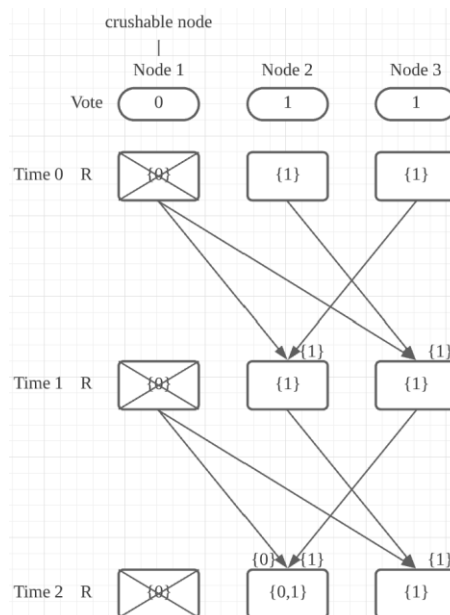 crushable node
Node 1 Node 2 Node 3
Vote 0 1 1
Time 0 R {0} {1} {1}
{1} {1}
Time 1 R {0} {1} {1}
{0} {1} {1}
Time 2 R {0} {0,1} {1}